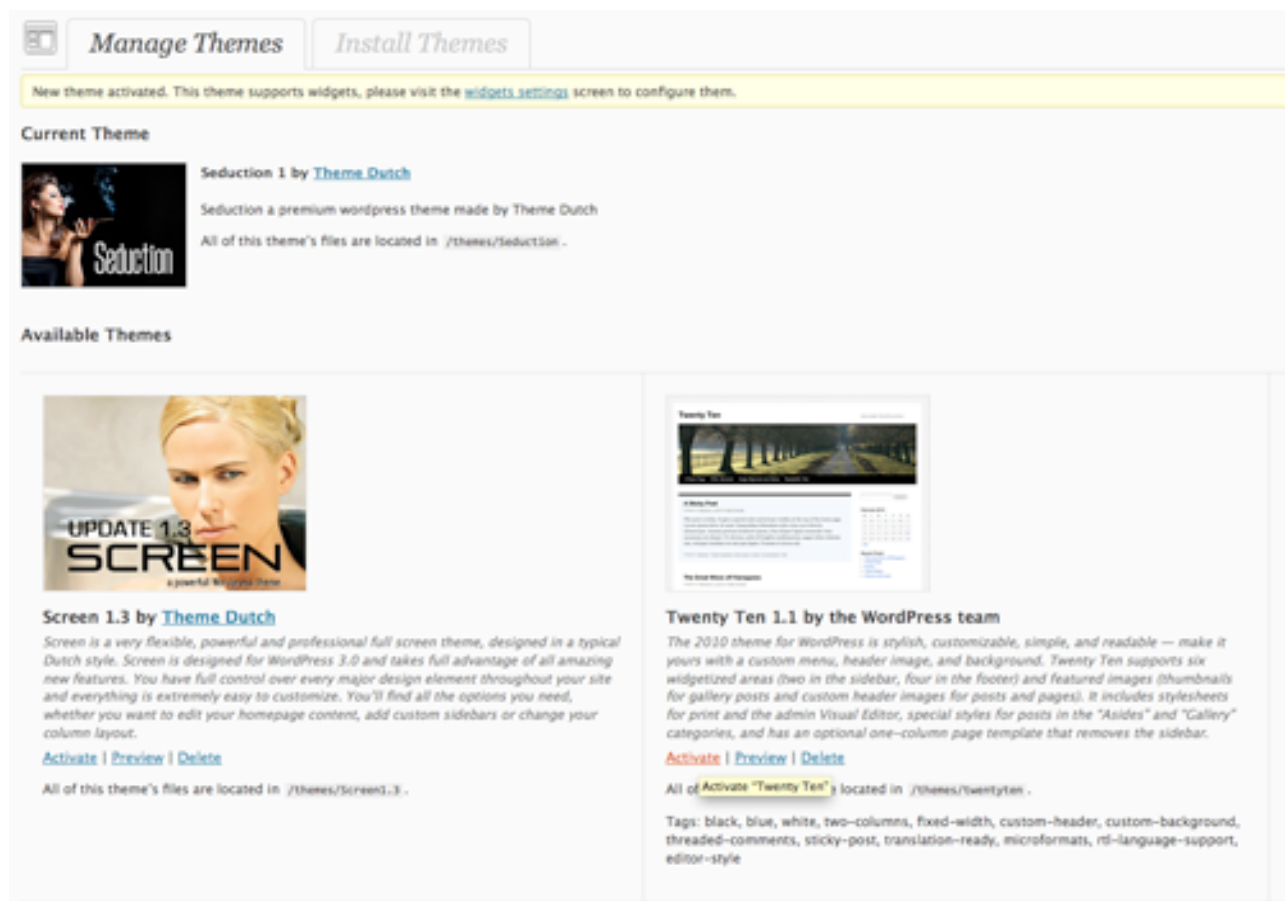 Manage Themes
Install Themes
New theme activated. This theme supports widgets, please visit the widgets settings screen to configure them.
Current Theme
Seduction 1 by Theme Dutch
Seduction a premium wordpress theme made by Theme Dutch
All of this theme's files are located in /themes/Seduction.
Seduction
Available Themes
UPDATE 1.3
SCREEN
Screen 1.3 by Theme Dutch
Screen is a very flexible, powerful and professional full screen theme, designed in a typical
Dutch style. Screen is designed for WordPress 3.0 and takes full advantage of all amazing
new features. You have full control over every major design element throughout your site
and everything is extremely easy to customize. You'll find all the options you need,
whether you want to edit your homepage content, add custom sidebars or change your
column layout.
Activate | Preview | Delete
All of this theme's files are located in /themes/Screen1.3.
Twenty Ten
A Sticky Post
Twenty Ten 1.1 by the WordPress team
The 2010 theme for WordPress is stylish, customizable, simple, and readable — make it
yours with a custom menu, header image, and background. Twenty Ten supports six
widgetized areas (two in the sidebar, four in the footer) and featured images (thumbnails
for gallery posts and custom header images for posts and pages). It includes stylesheets
for print and the admin Visual Editor, special styles for posts in the "Asides" and "Gallery"
categories, and has an optional one-column page template that removes the sidebar.
Activate | Preview | Delete
Activate "Twenty Ten"
All of located in /themes/twentyten.
Tags: black, blue, white, two-columns, fixed-width, custom-header, custom-background,
threaded-comments, sticky-post, translation-ready, microformats, rtl-language-support,
editor-style